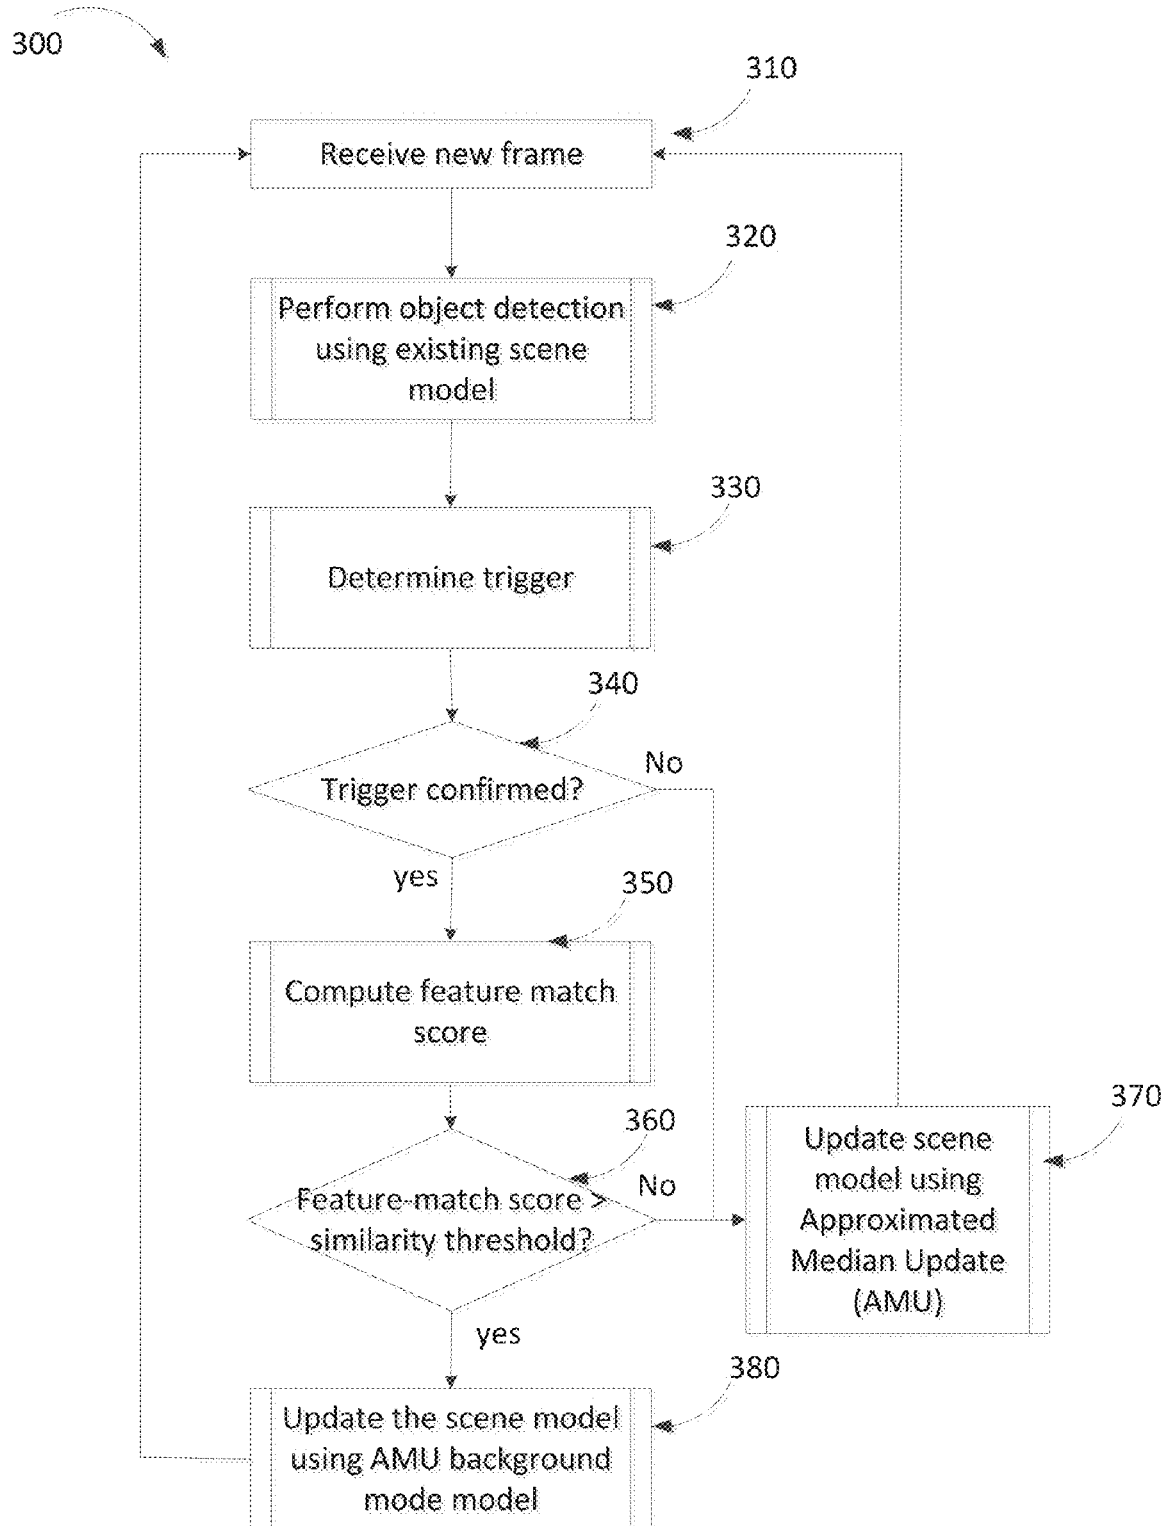 300
310
Receive new frame
320
Perform object detection
using existing scene
model
330
Determine trigger
340
Trigger confirmed?
No
yes
350
Compute feature match
score
360
Feature-match score >
similarity threshold?
No
370
Update scene
model using
Approximated
Median Update
(AMU)
yes
380
Update the scene model
using AMU background
mode model